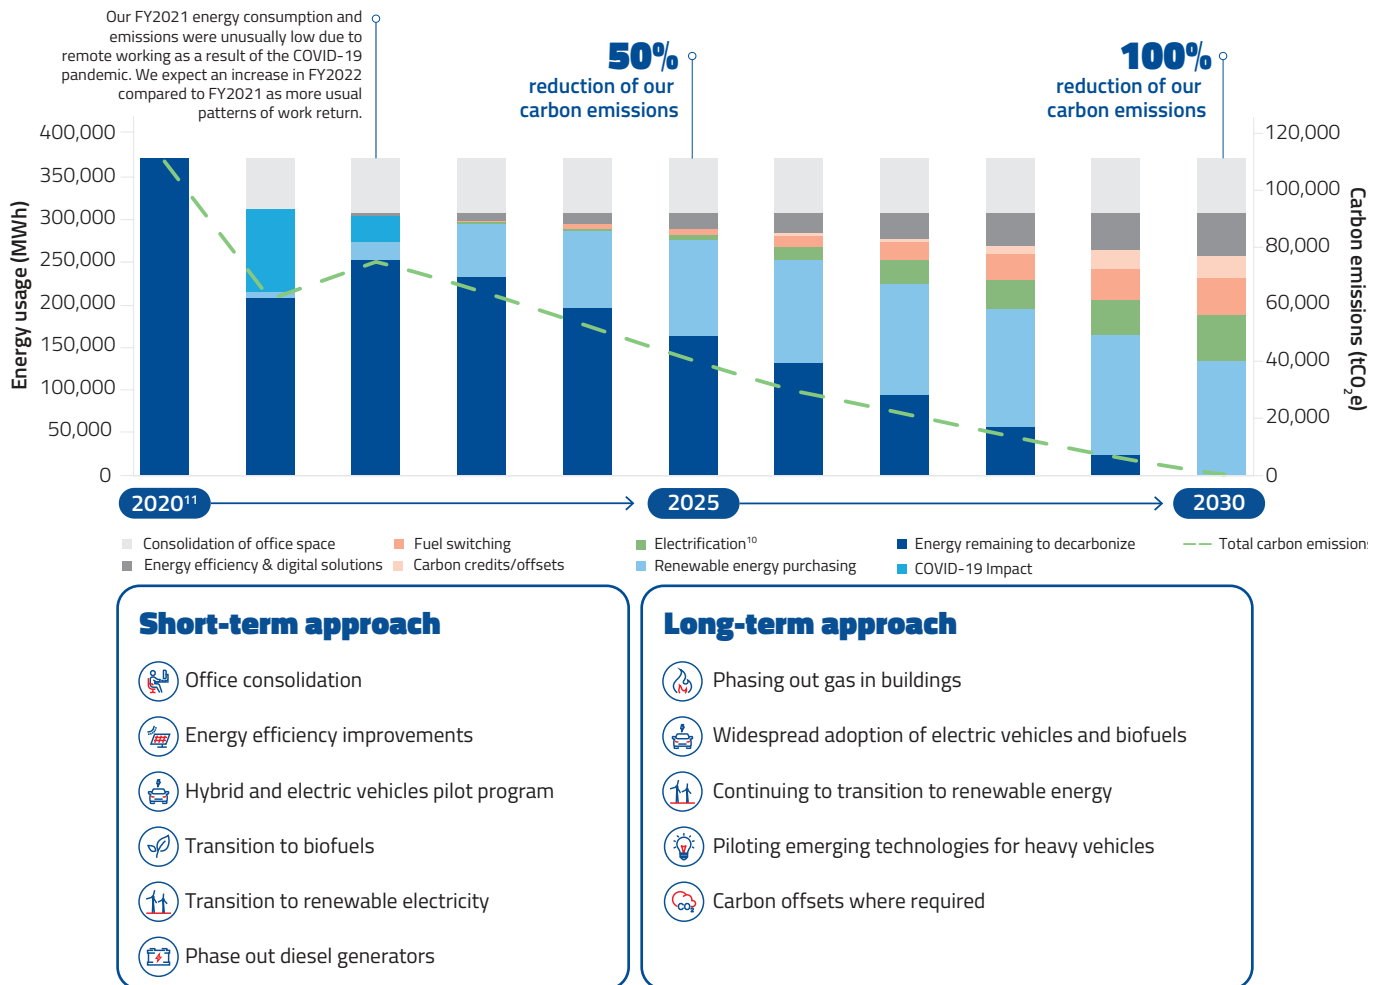 Our FY2021 energy consumption and
emissions were unusually low due to
remote working as a result of the COVID-19
pandemic. We expect an increase in FY2022
compared to FY2021 as more usual
patterns of work return.
50%
reduction of our
carbon emissions
100%
reduction of our
carbon emissions
Energy usage (MWh)
400,000
350,000
300,000
250,000
200,000
150,000
100,000
50,000
0
120,000
100,000
80,000
60,000
40,000
20,000
0
Carbon emissions (tCO₂e)
2020¹¹
2025
2030
Consolidation of office space
Energy efficiency & digital solutions
Fuel switching
Carbon credits/offsets
Electrification¹⁰
Renewable energy purchasing
Energy remaining to decarbonize
COVID-19 Impact
Total carbon emissions
Short-term approach
Office consolidation
Energy efficiency improvements
Hybrid and electric vehicles pilot program
Transition to biofuels
Transition to renewable electricity
Phase out diesel generators
Long-term approach
Phasing out gas in buildings
Widespread adoption of electric vehicles and biofuels
Continuing to transition to renewable energy
Piloting emerging technologies for heavy vehicles
CO₂
Carbon offsets where required